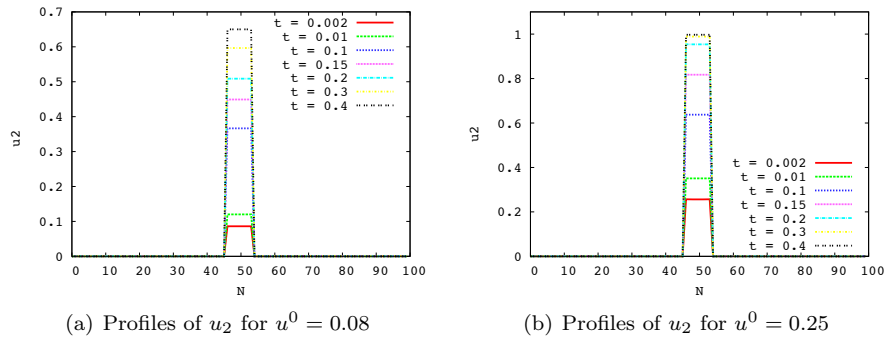 0.7
0.6
0.5
0.4
0.3
0.2
0.1
0
u2
0 10 20 30 40 50 60 70 80 90 100
N
t = 0.002
t = 0.01
t = 0.1
t = 0.15
t = 0.2
t = 0.3
t = 0.4
(a) Profiles of u₂ for u⁰ = 0.08
1
0.8
0.6
0.4
0.2
0
u2
0 10 20 30 40 50 60 70 80 90 100
N
t = 0.002
t = 0.01
t = 0.1
t = 0.15
t = 0.2
t = 0.3
t = 0.4
(b) Profiles of u₂ for u⁰ = 0.25